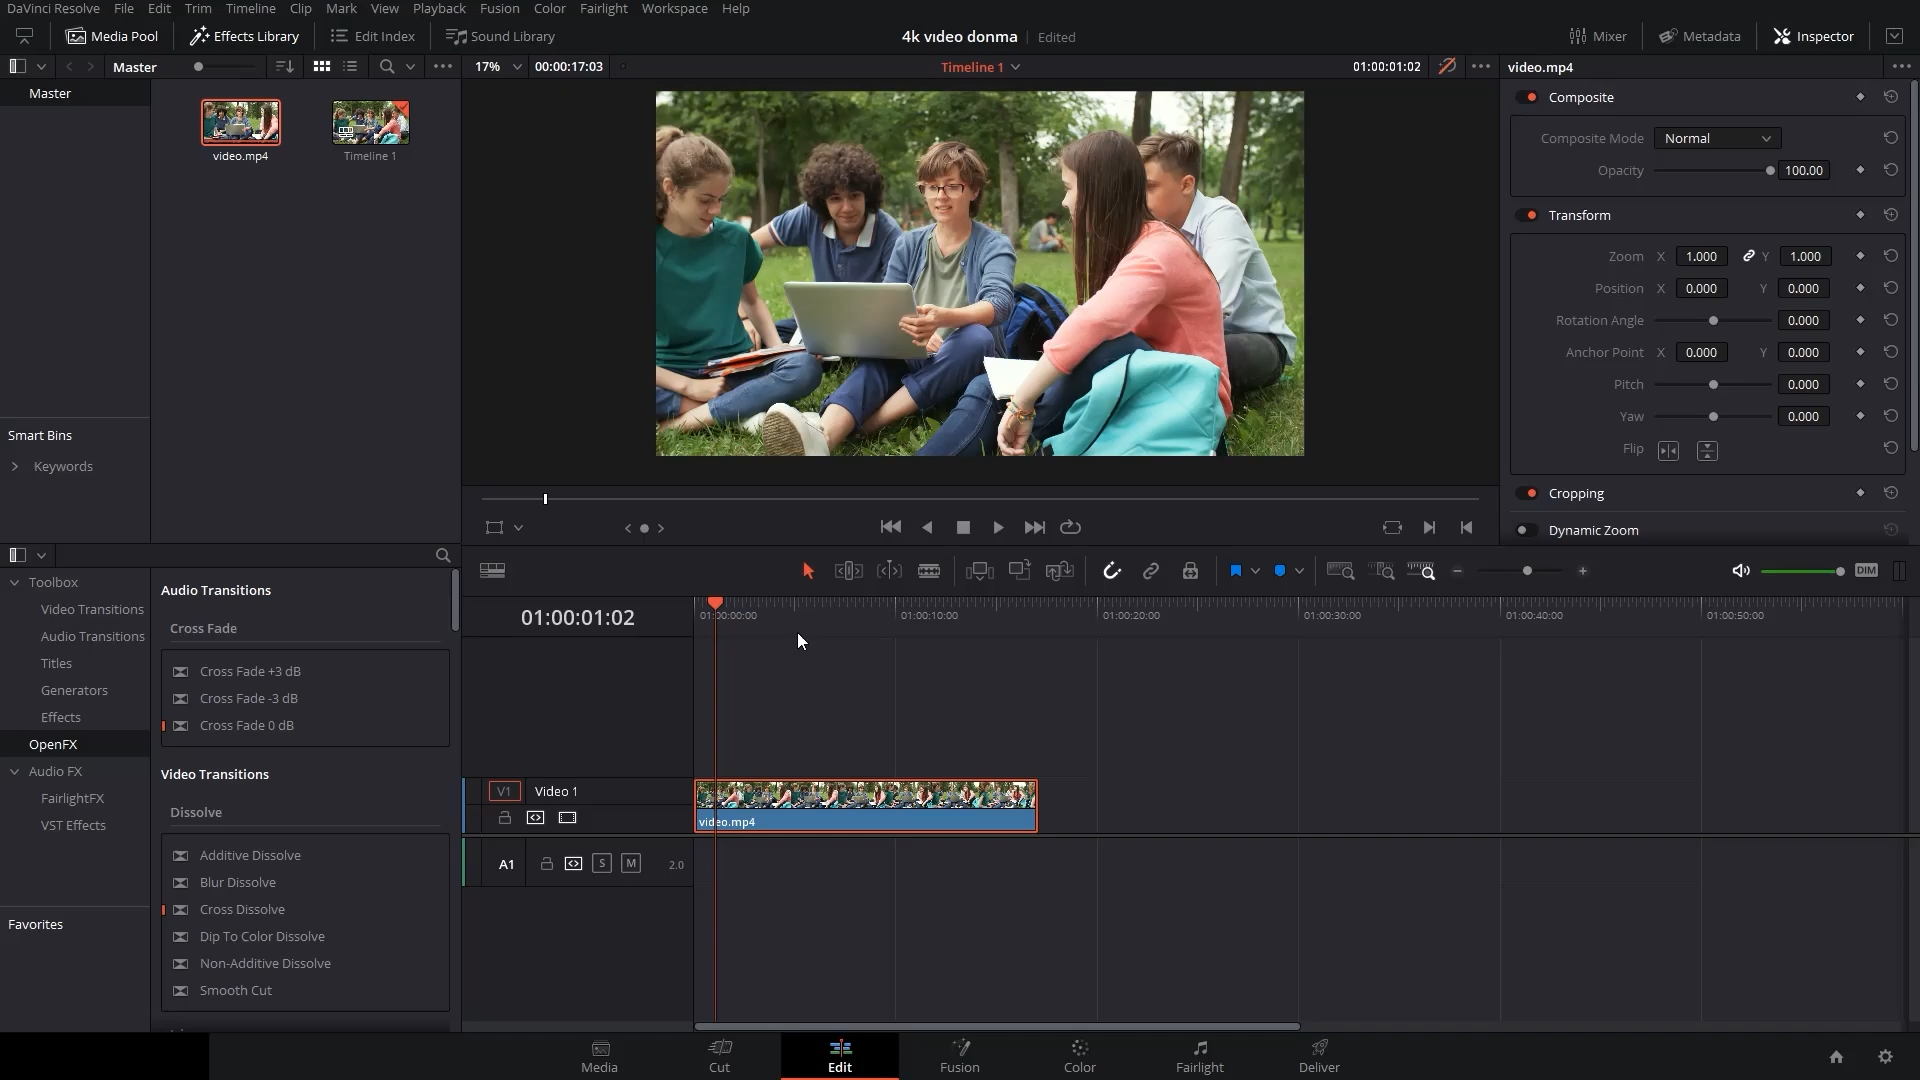 DaVinci Resolve File Edit Trim Timeline Clip Mark View Playback Fusion Color Fairlight Workspace Help
Media Pool Effects Library Edit Index Sound Library 4k vıdeo donma Edited Mixer Metadata Inspector
Master 17% 00:00:17:03 Timeline 1 01:00:01:02 video.mp4
Master
video.mp4 Timeline 1
Smart Bins
Keywords
Composite
Composite Mode Normal
Opacity 100.00
Transform
Zoom X 1.000 Y 1.000
Position X 0.000 Y 0.000
Rotation Angle 0.000
Anchor Point X 0.000 Y 0.000
Pitch 0.000
Yaw 0.000
Flip
Cropping
Dynamic Zoom
Toolbox
Video Transitions
Audio Transitions
Titles
Generators
Effects
OpenFX
Audio FX
FairlightFX
VST Effects
Favorites
Audio Transitions
Cross Fade
Cross Fade +3 dB
Cross Fade -3 dB
Cross Fade 0 dB
Video Transitions
Dissolve
Additive Dissolve
Blur Dissolve
Cross Dissolve
Dip To Color Dissolve
Non-Additive Dissolve
Smooth Cut
DIM
01:00:01:02 01:00:00:00 01:00:10:00 01:00:20:00 01:00:30:00 01:00:40:00 01:00:50:00
V1 Video 1
video.mp4
A1 S M 2.0
Media Cut Edit Fusion Color Fairlight Deliver